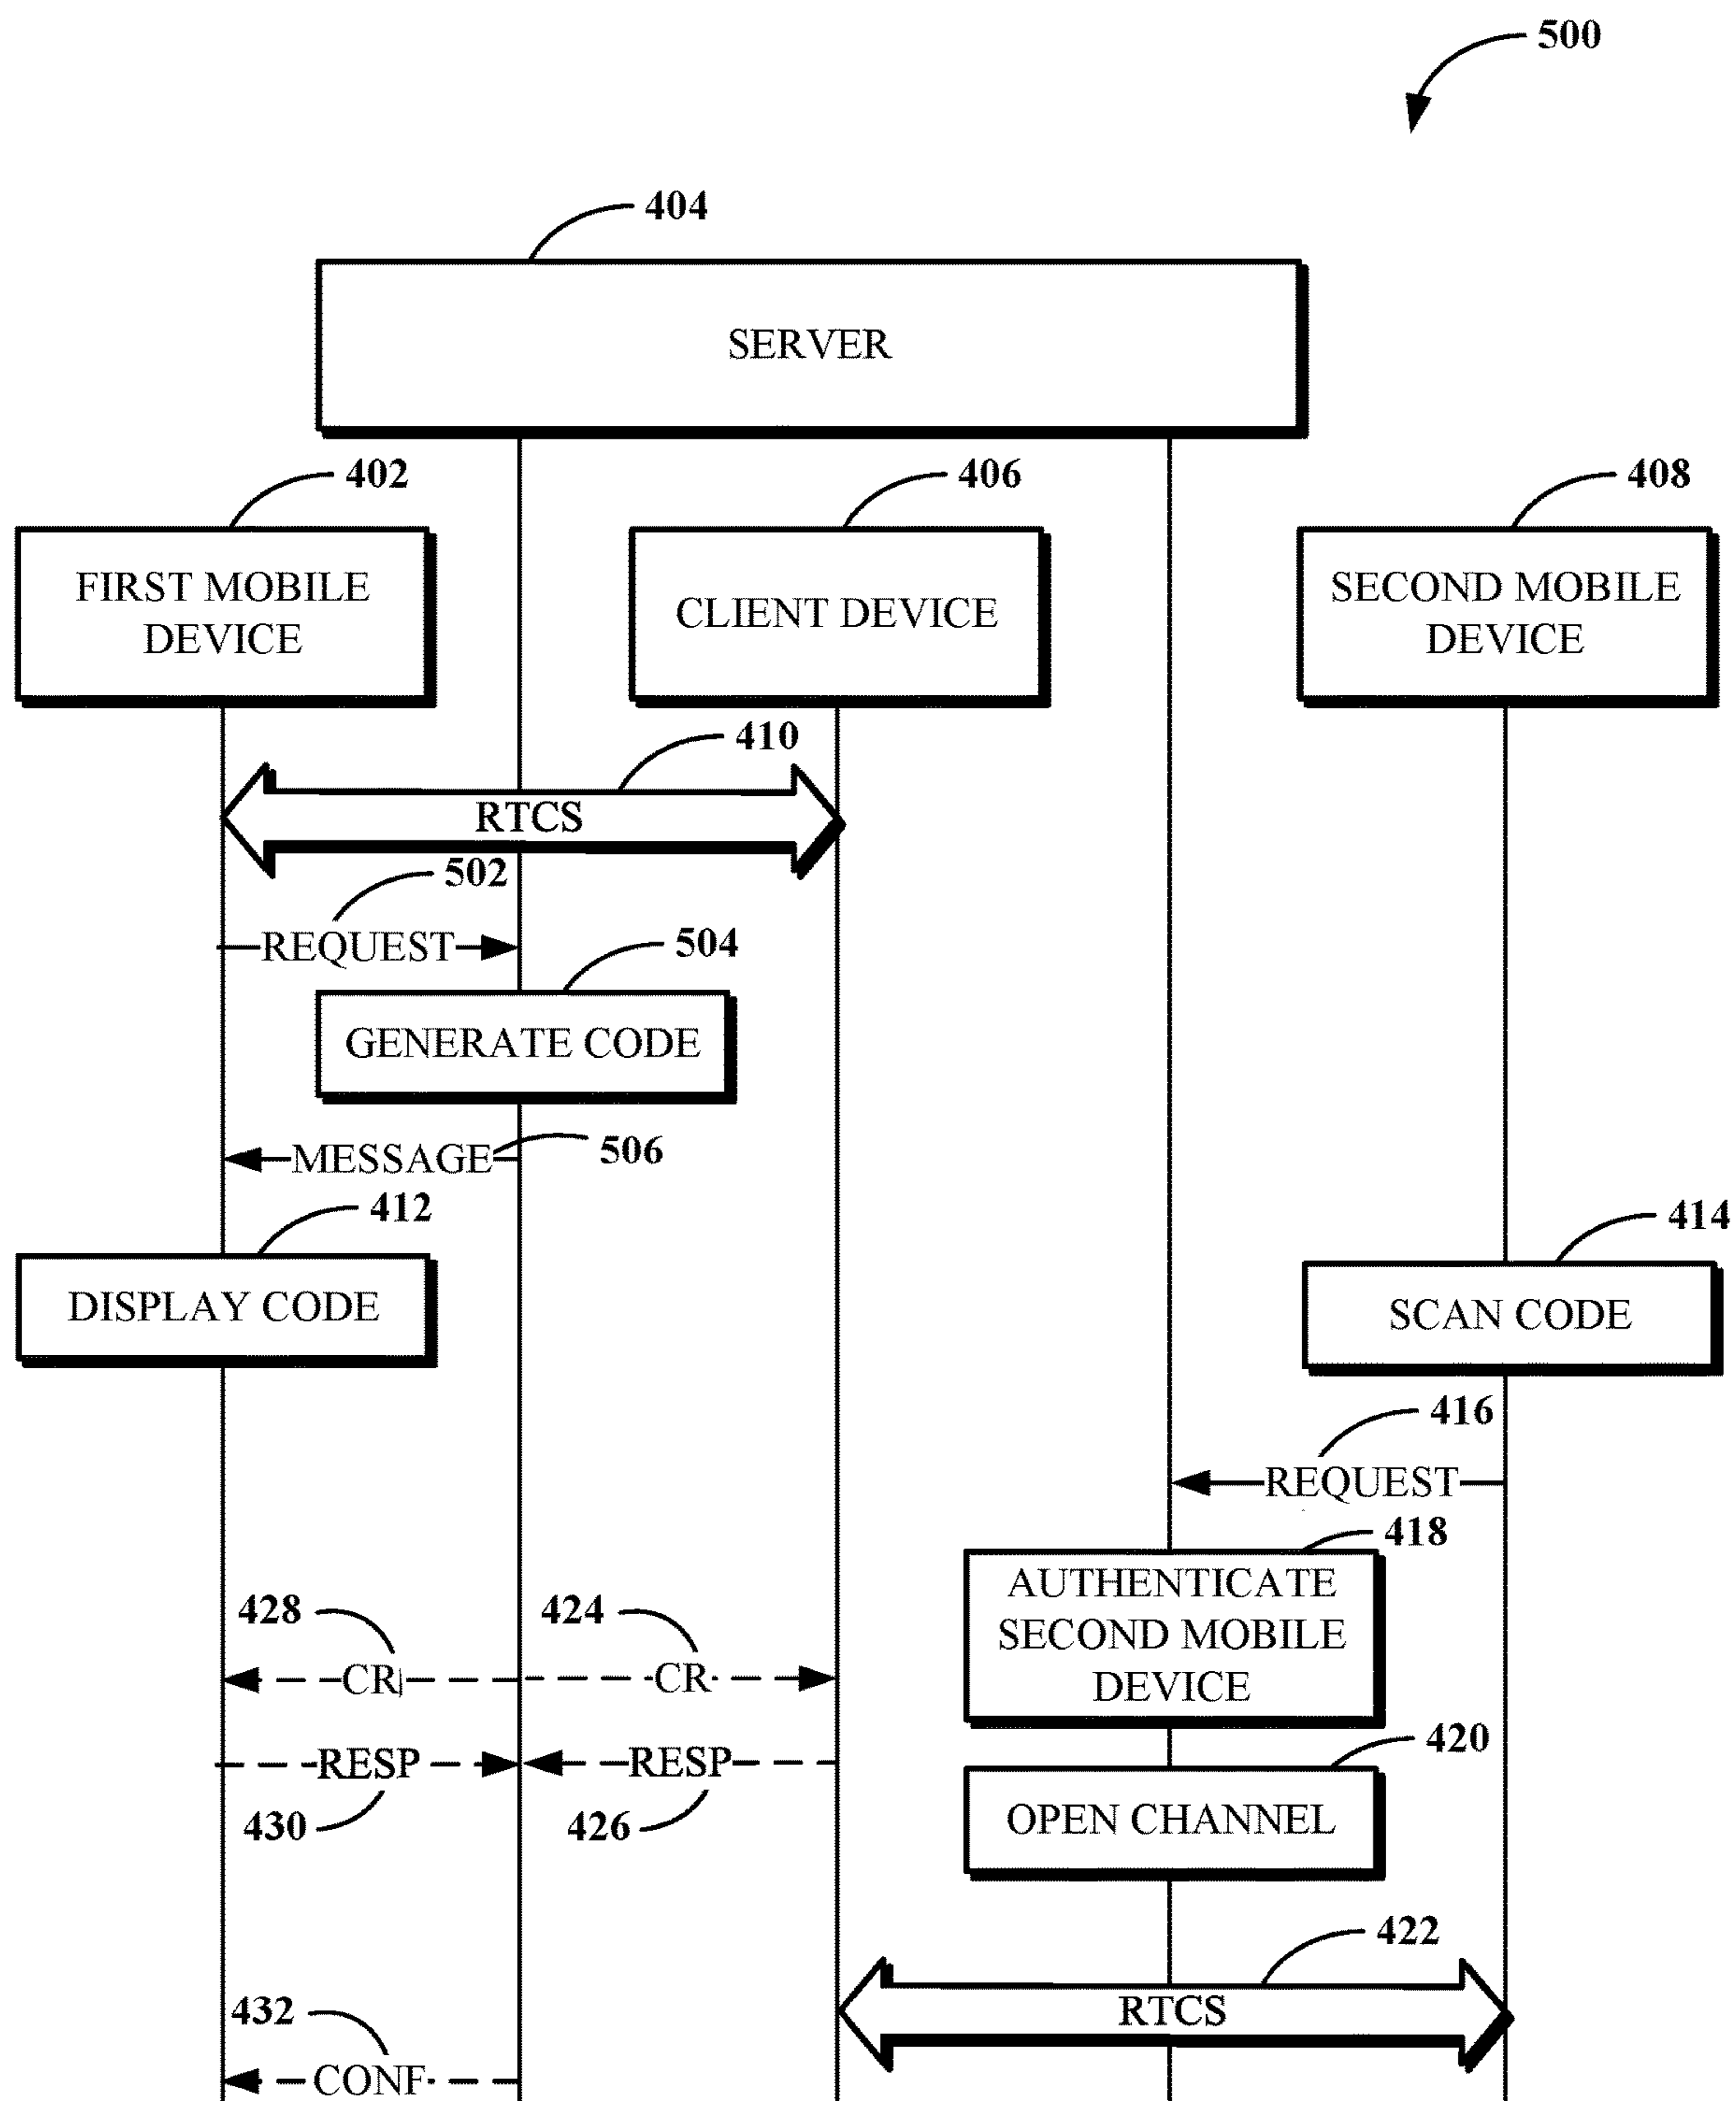 500
404
SERVER
402
406
408
FIRST MOBILE
DEVICE
CLIENT DEVICE
SECOND MOBILE
DEVICE
410
RTCS
502
REQUEST
504
GENERATE CODE
MESSAGE
506
412
414
DISPLAY CODE
SCAN CODE
416
REQUEST
418
AUTHENTICATE
SECOND MOBILE
DEVICE
428
424
CR
CR
RESP
RESP
430
426
420
OPEN CHANNEL
422
RTCS
432
CONF